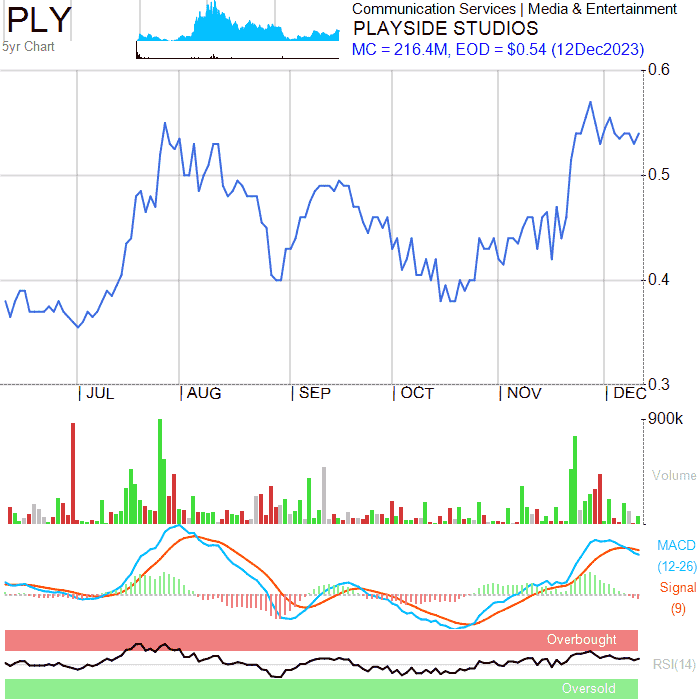 PLY
5yr Chart
Communication Services | Media & Entertainment
PLAYSIDE STUDIOS
MC = 216.4M, EOD = $0.54 (12Dec2023)
0.6
0.5
0.4
0.3
JUL
AUG
SEP
OCT
NOV
DEC
900k
Volume
MACD
(12-26)
Signal
(9)
Overbought
RSI(14)
Oversold